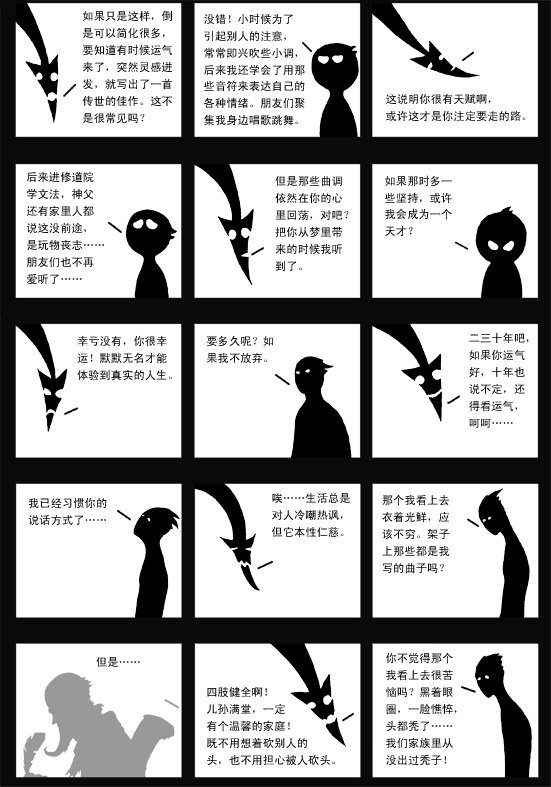 如果只是这样，倒
是可以简化很多，
要知道有时候运气
来了，突然灵感迸
发，就写出了一首
传世的佳作。这不
是很常见吗？
没错！小时候为了
引起别人的注意，
常常即兴吹些小调，
后来我还学会了用那
些音符来表达自己的
各种情绪。朋友们聚
集我身边唱歌跳舞。
这说明你很有天赋啊，
或许这才是你注定要走的路。
后来进修道院
学文法，神父
还有家里人都
说这没前途，
是玩物丧志……
朋友们也不再
爱听了……
但是那些曲调
依然在你的心
里回荡，对吧？
把你从梦里带
来的时候我听
到了。
如果那时多一
些坚持，或许
我会成为一个
天才？
幸亏没有，你很幸
运！默默无名才能
体验到真实的人生。
要多久呢？如
果我不放弃。
二三十年吧，
如果你运气
好，十年也
说不定，还
得看运气，
呵呵……
我已经习惯你的
说话方式了……
唉……生活总是
对人冷嘲热讽，
但它本性仁慈。
那个我看上去
衣着光鲜，应
该不穷。架子
上那些都是我
写的曲子吗？
但是……
四肢健全啊！
儿孙满堂，一定
有个温馨的家庭！
既不用想着砍别人的
头，也不用担心被人砍头。
你不觉得那个
我看上去很苦
恼吗？黑着眼
圈，一脸憔悴，
头都秃了……
我们家族里从
没出过秃子！